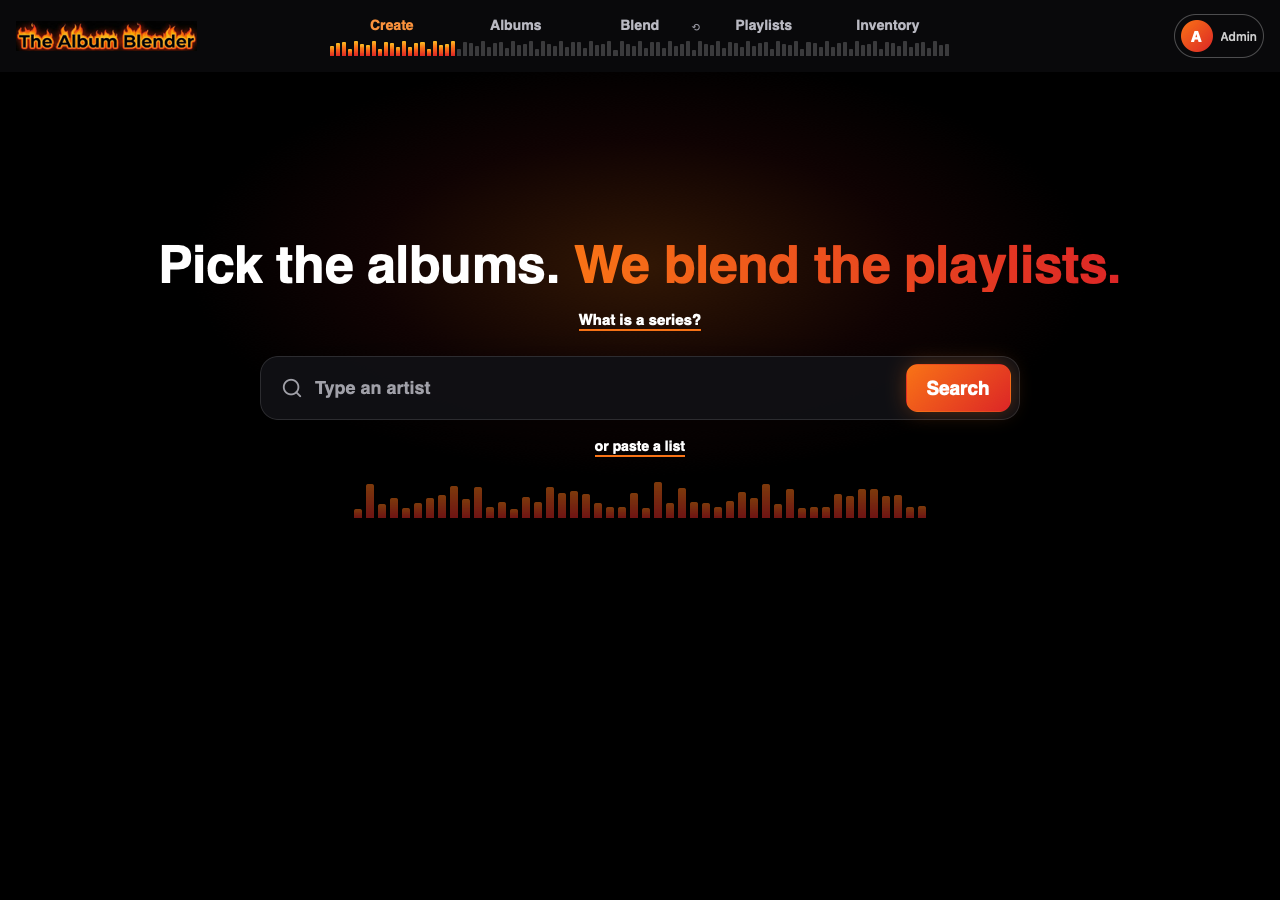 The Album Blender
Create
Albums
Blend
Playlists
Inventory
A
Admin
Pick the albums. We blend the playlists.
What is a series?
Type an artist
Search
or paste a list